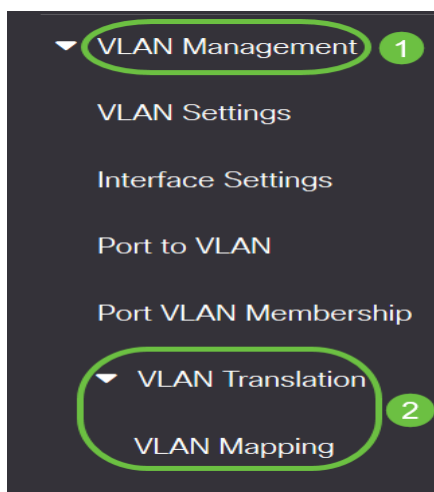 VLAN Management 1
VLAN Settings
Interface Settings
Port to VLAN
Port VLAN Membership
VLAN Translation
2
VLAN Mapping